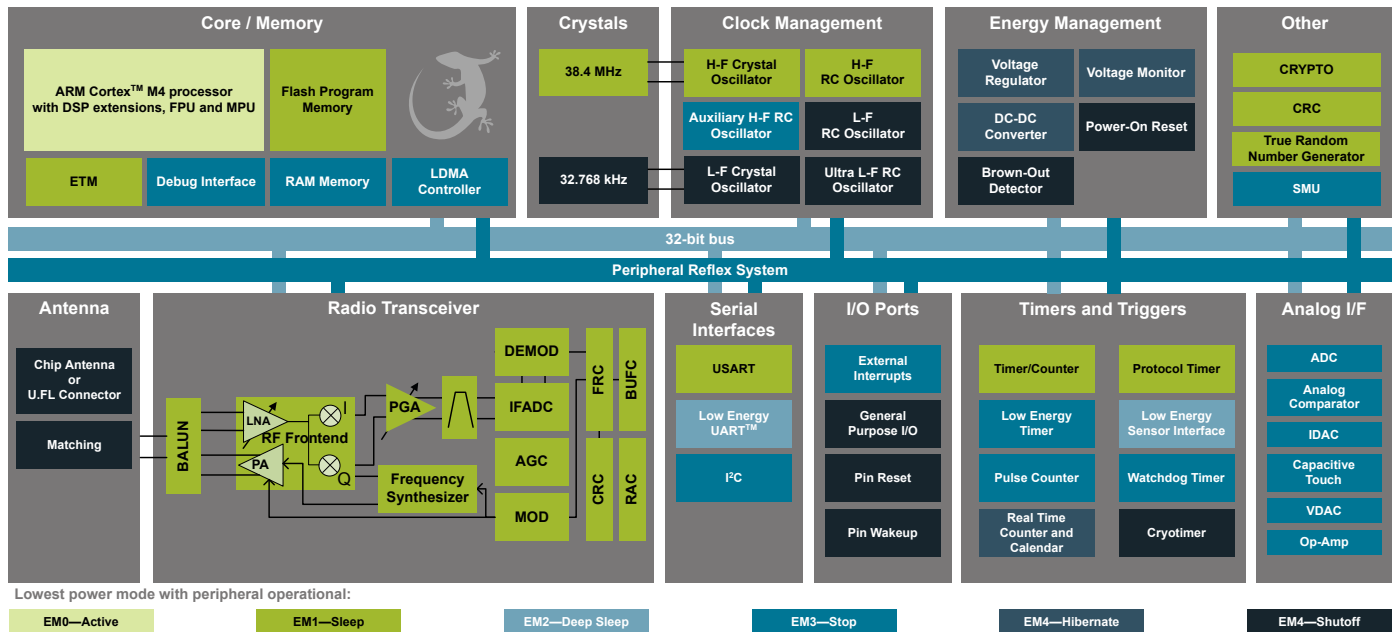 Core / Memory
ARM Cortex™ M4 processor
with DSP extensions, FPU and MPU
Flash Program
Memory
ETM
Debug Interface
RAM Memory
LDMA
Controller
Crystals
38.4 MHz
32.768 kHz
Clock Management
H-F Crystal
Oscillator
H-F
RC Oscillator
Auxiliary H-F RC
Oscillator
L-F
RC Oscillator
L-F Crystal
Oscillator
Ultra L-F RC
Oscillator
Energy Management
Voltage
Regulator
Voltage Monitor
DC-DC
Converter
Power-On Reset
Brown-Out
Detector
Other
CRYPTO
CRC
True Random
Number Generator
SMU
32-bit bus
Peripheral Reflex System
Antenna
Chip Antenna
or
U.FL Connector
Matching
Radio Transceiver
BALUN
LNA
RF Frontend
PA
I
Q
PGA
Frequency
Synthesizer
DEMOD
IFADC
AGC
MOD
FRC
BUFC
CRC
RAC
Serial
Interfaces
USART
Low Energy
UART™
I²C
I/O Ports
External
Interrupts
General
Purpose I/O
Pin Reset
Pin Wakeup
Timers and Triggers
Timer/Counter
Protocol Timer
Low Energy
Timer
Low Energy
Sensor Interface
Pulse Counter
Watchdog Timer
Real Time
Counter and
Calendar
Cryotimer
Analog I/F
ADC
Analog
Comparator
IDAC
Capacitive
Touch
VDAC
Op-Amp
Lowest power mode with peripheral operational:
EM0—Active
EM1—Sleep
EM2—Deep Sleep
EM3—Stop
EM4—Hibernate
EM4—Shutoff